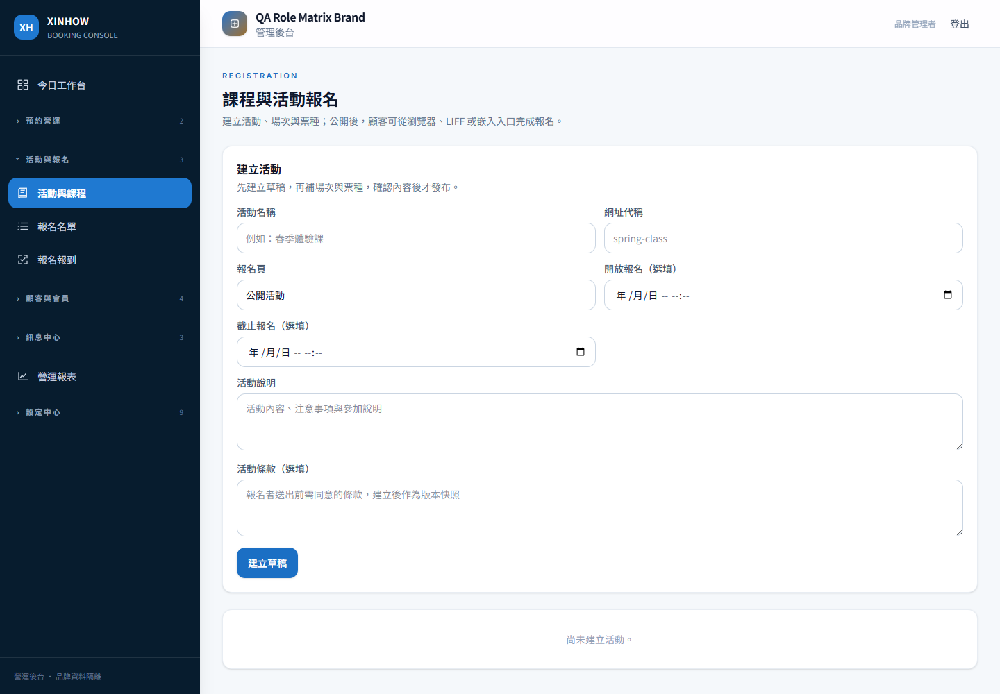 XH
XINHOW
BOOKING CONSOLE
今日工作台
預約營運 2
活動與報名 3
活動與課程
報名名單
報名報到
顧客與會員 4
訊息中心 3
營運報表
設定中心 9
營運後台・品牌資料隔離
QA Role Matrix Brand
管理後台
品牌管理者
登出
REGISTRATION
課程與活動報名
建立活動、場次與票種；公開後，顧客可從瀏覽器、LIFF 或嵌入入口完成報名。
建立活動
先建立草稿，再補場次與票種，確認內容後才發布。
活動名稱
例如：春季體驗課
網址代稱
spring-class
報名頁
公開活動
開放報名（選填）
年 /月/日 -- --:--
截止報名（選填）
年 /月/日 -- --:--
活動說明
活動內容、注意事項與參加說明
活動條款（選填）
報名者送出前需同意的條款，建立後作為版本快照
建立草稿
尚未建立活動。